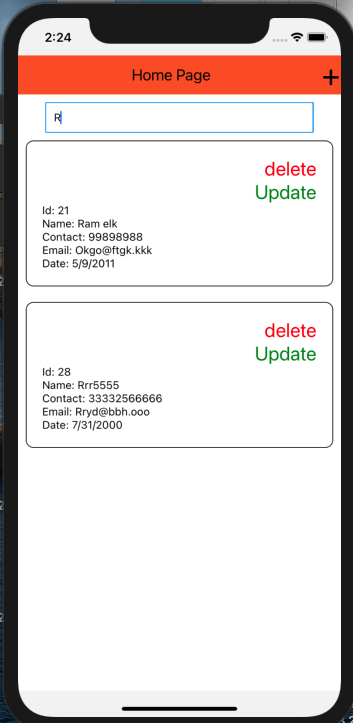 2:24
Home Page +
R
delete
Update
Id: 21
Name: Ram elk
Contact: 99898988
Email: Okgo@ftgk.kkk
Date: 5/9/2011
delete
Update
Id: 28
Name: Rrr5555
Contact: 33332566666
Email: Rryd@bbh.ooo
Date: 7/31/2000